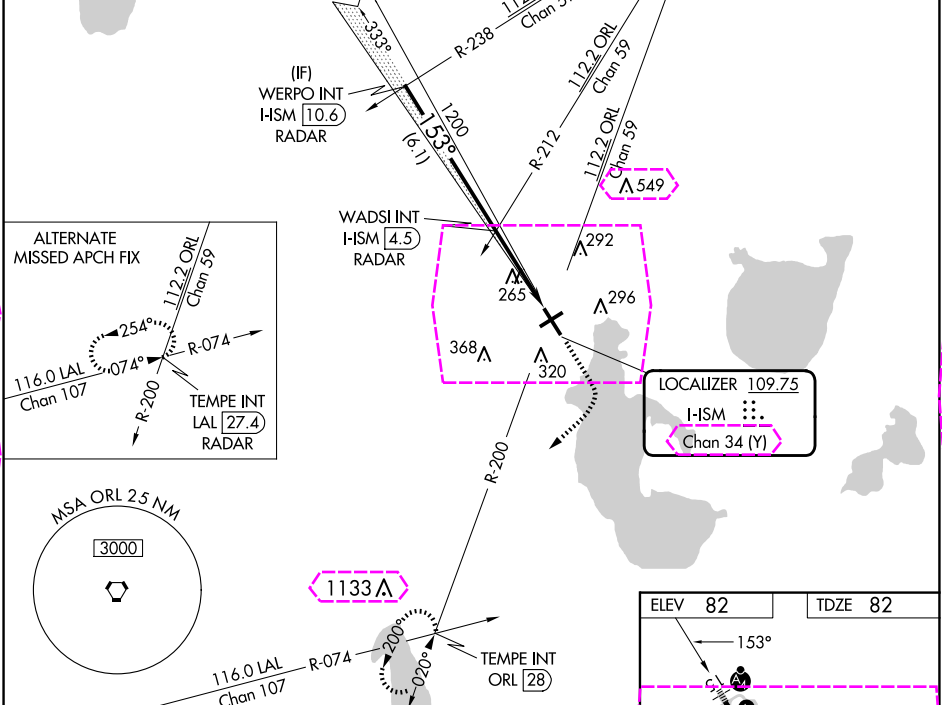 333°
R-238
112.2 ORL
Chan 59
(IF)
WERPO INT
I-ISM 10.6
RADAR
1200
153°
(6.1)
R-212
112.2 ORL
Chan 59
549
WADSI INT
I-ISM 4.5
RADAR
292
265
296
368
320
ALTERNATE
MISSED APCH FIX
112.2 ORL
Chan 59
254°
074°
R-074
116.0 LAL
Chan 107
R-200
TEMPE INT
LAL 27.4
RADAR
LOCALIZER 109.75
I-ISM
Chan 34 (Y)
R-200
MSA ORL 25 NM
3000
1133
200°
020°
116.0 LAL
Chan 107
R-074
TEMPE INT
ORL 28
ELEV 82
TDZE 82
153°
A4